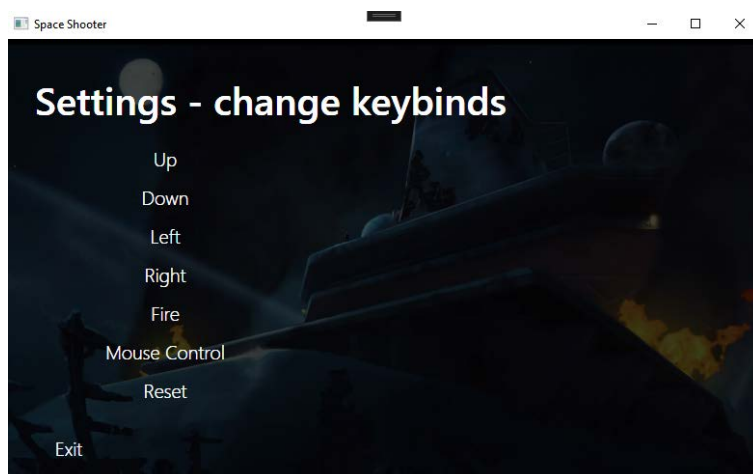 Space Shooter
Settings - change keybinds
Up
Down
Left
Right
Fire
Mouse Control
Reset
Exit